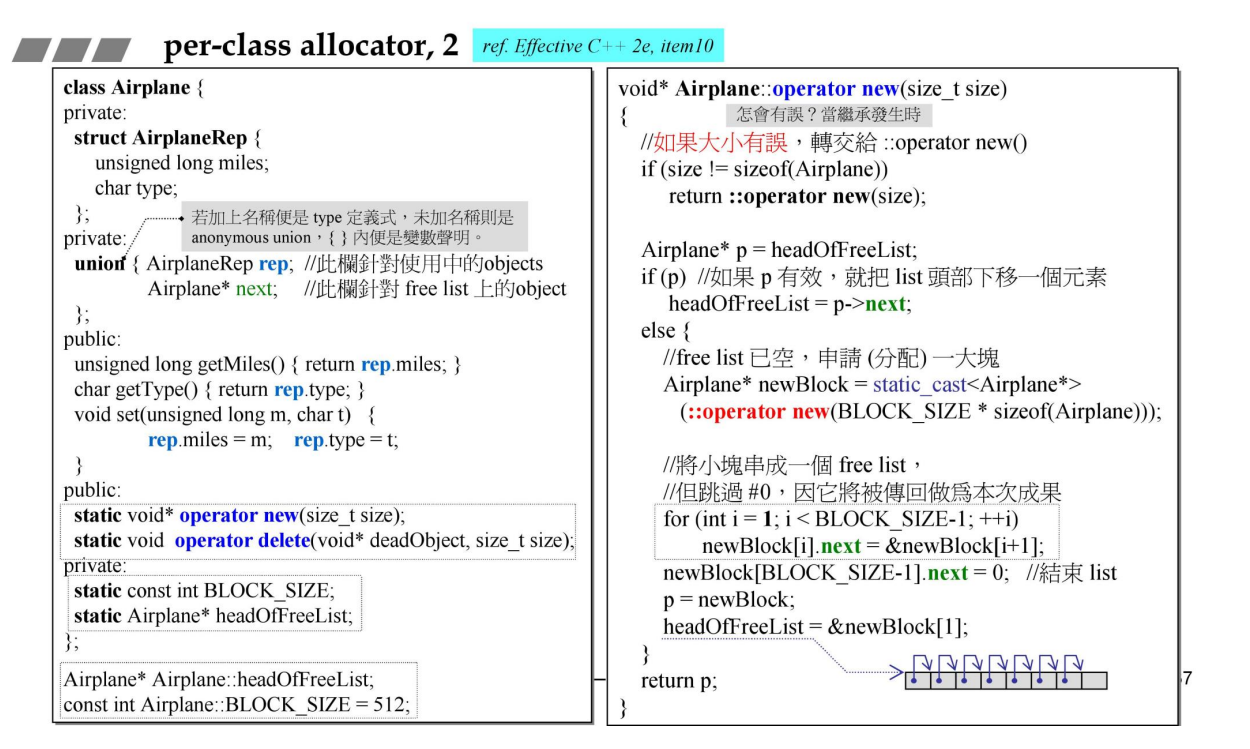 per-class allocator, 2
ref. Effective C++ 2e, item10
class Airplane {
private:
struct AirplaneRep {
unsigned long miles;
char type;
};
若加上名稱便是 type 定義式，未加名稱則是
anonymous union，{ } 內便是變數聲明。
private:
union { AirplaneRep rep; //此欄針對使用中的objects
Airplane* next; //此欄針對 free list 上的object
};
public:
unsigned long getMiles() { return rep.miles; }
char getType() { return rep.type; }
void set(unsigned long m, char t) {
rep.miles = m; rep.type = t;
}
public:
static void* operator new(size_t size);
static void operator delete(void* deadObject, size_t size);
private:
static const int BLOCK_SIZE;
static Airplane* headOfFreeList;
};
Airplane* Airplane::headOfFreeList;
const int Airplane::BLOCK_SIZE = 512;
void* Airplane::operator new(size_t size)
{
怎會有誤？當繼承發生時
//如果大小有誤，轉交給 ::operator new()
if (size != sizeof(Airplane))
return ::operator new(size);
Airplane* p = headOfFreeList;
if (p) //如果 p 有效，就把 list 頭部下移一個元素
headOfFreeList = p->next;
else {
//free list 已空，申請 (分配) 一大塊
Airplane* newBlock = static_cast<Airplane*>
(::operator new(BLOCK_SIZE * sizeof(Airplane)));
//將小塊串成一個 free list，
//但跳過 #0，因它將被傳回做爲本次成果
for (int i = 1; i < BLOCK_SIZE-1; ++i)
newBlock[i].next = &newBlock[i+1];
newBlock[BLOCK_SIZE-1].next = 0; //結束 list
p = newBlock;
headOfFreeList = &newBlock[1];
}
return p;
}